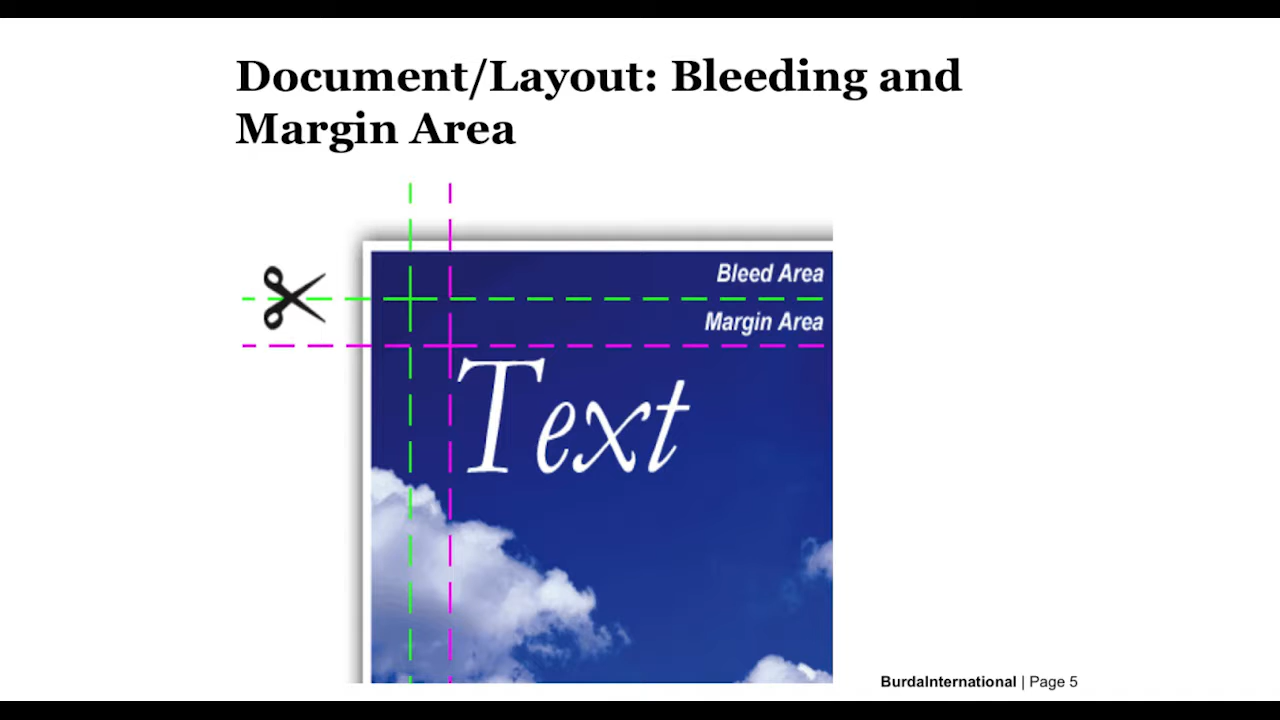 Document/Layout: Bleeding and
Margin Area
Bleed Area
Margin Area
Text
BurdaInternational | Page 5